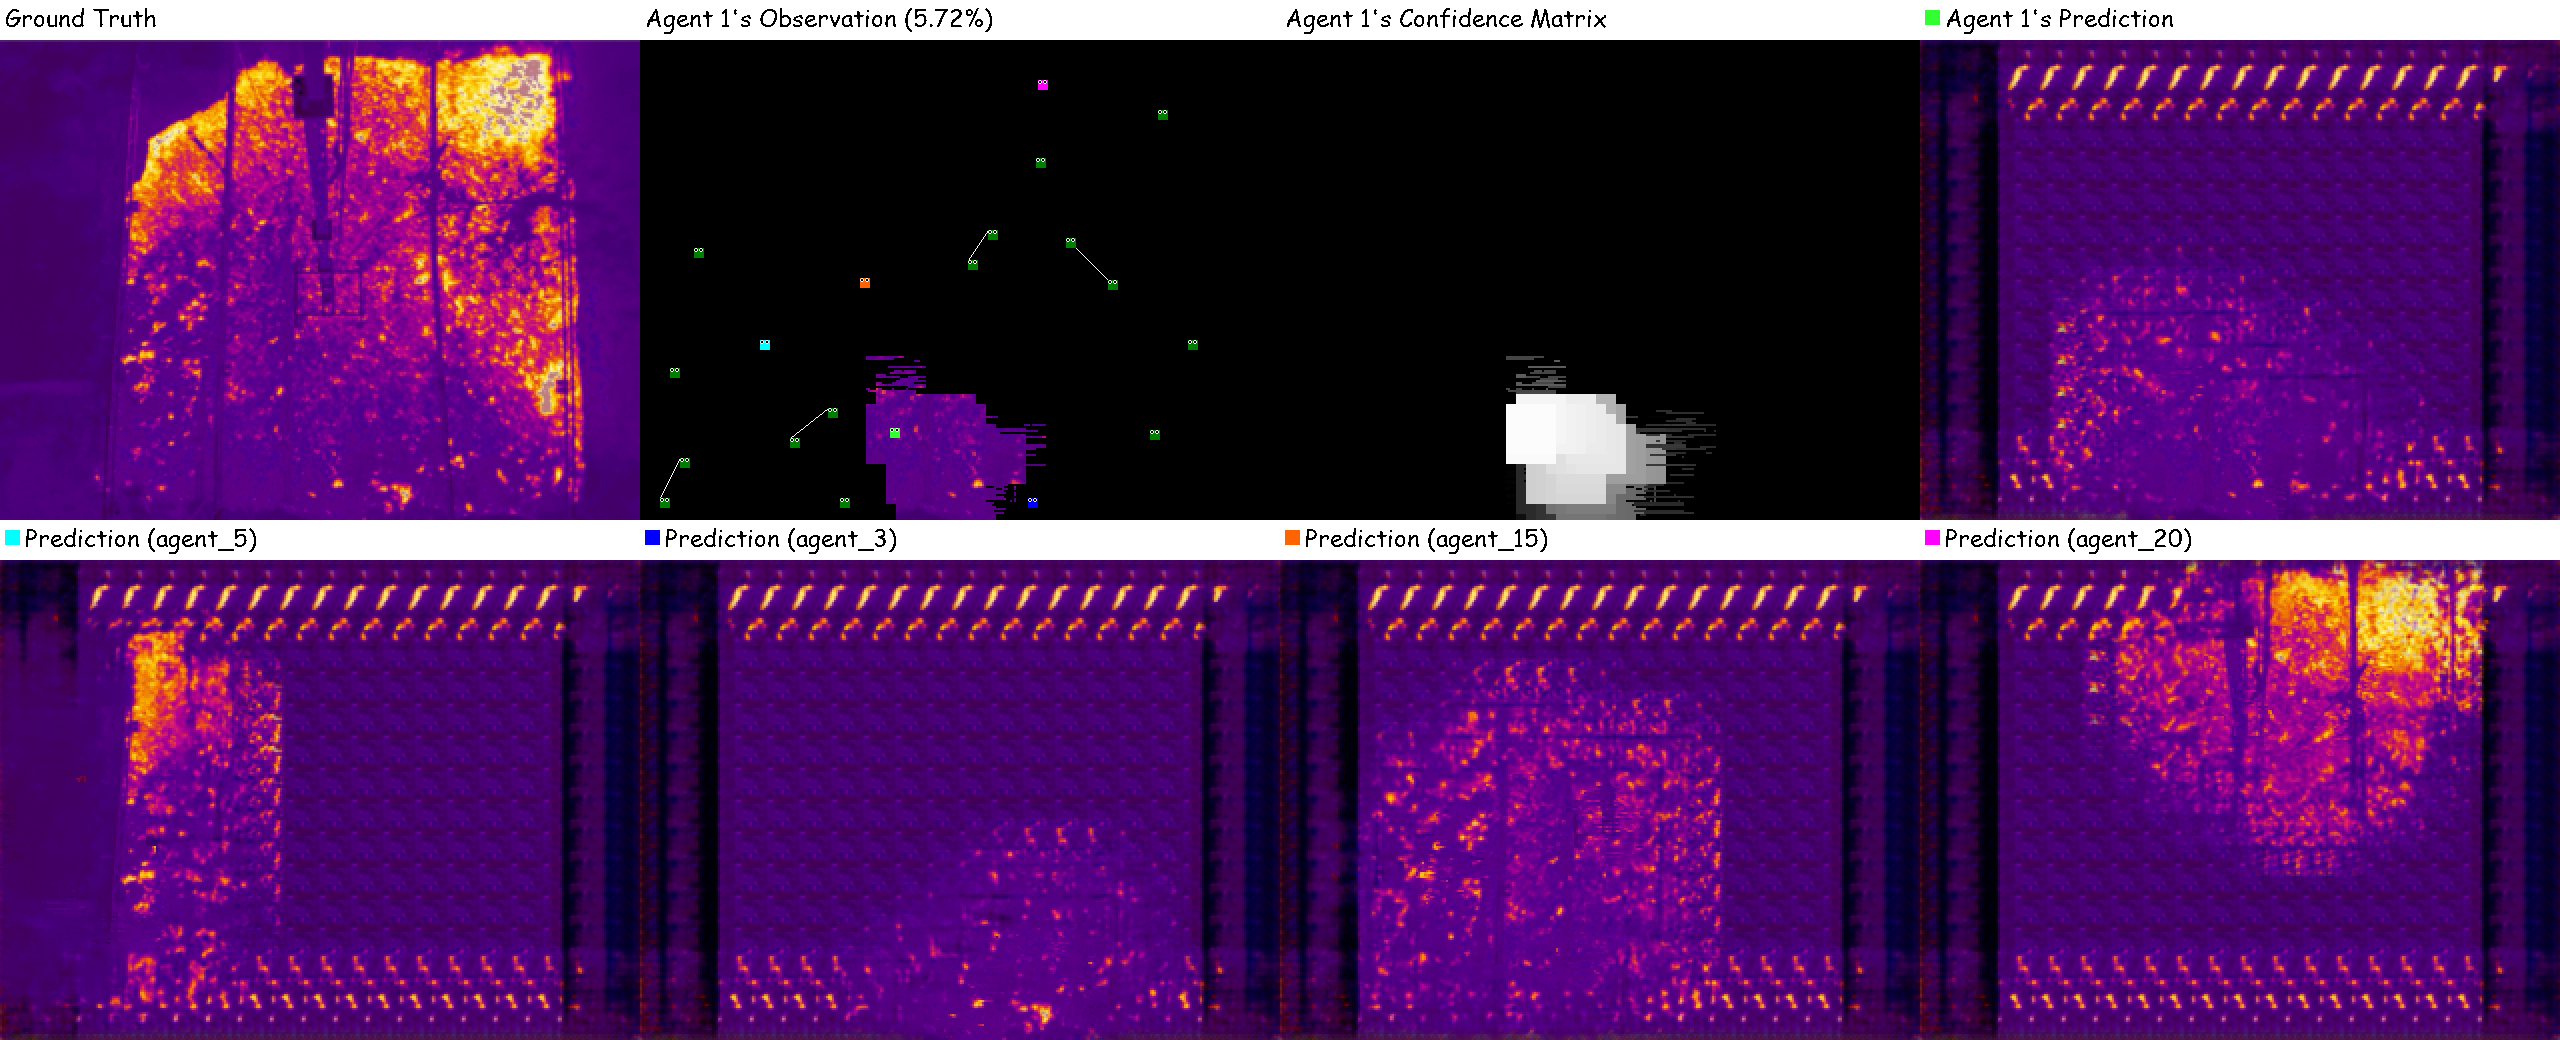 Ground Truth
Agent 1's Observation (5.72%)
Agent 1's Confidence Matrix
Agent 1's Prediction
Prediction (agent_5)
Prediction (agent_3)
Prediction (agent_15)
Prediction (agent_20)